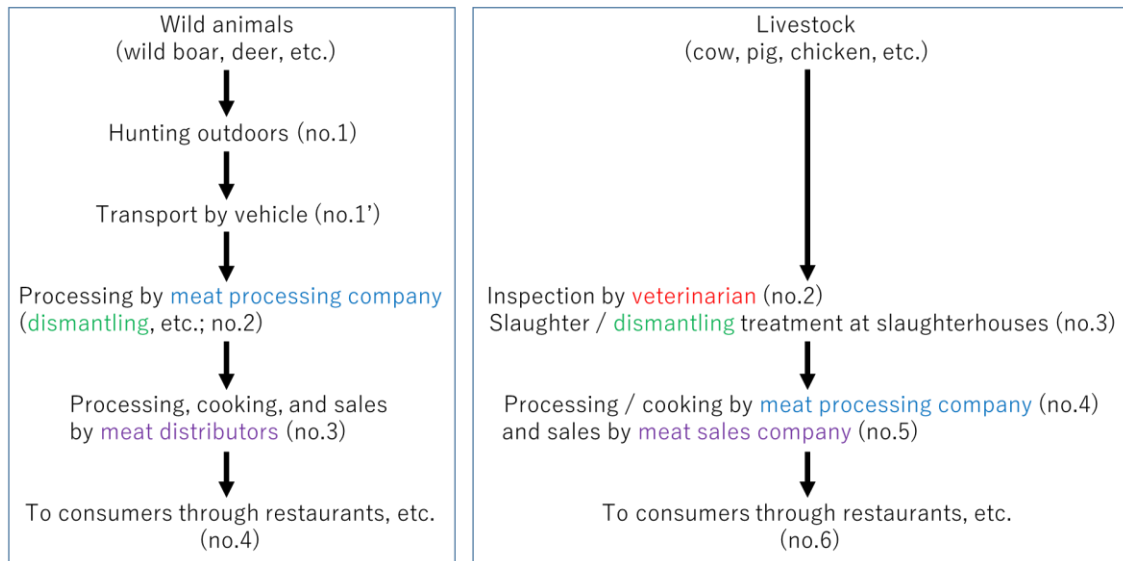 Wild animals
(wild boar, deer, etc.)
Hunting outdoors (no.1)
Transport by vehicle (no.1’)
Processing by meat processing company
(dismantling, etc.; no.2)
Processing, cooking, and sales
by meat distributors (no.3)
To consumers through restaurants, etc.
(no.4)
Livestock
(cow, pig, chicken, etc.)
Inspection by veterinarian (no.2)
Slaughter / dismantling treatment at slaughterhouses (no.3)
Processing / cooking by meat processing company (no.4)
and sales by meat sales company (no.5)
To consumers through restaurants, etc.
(no.6)